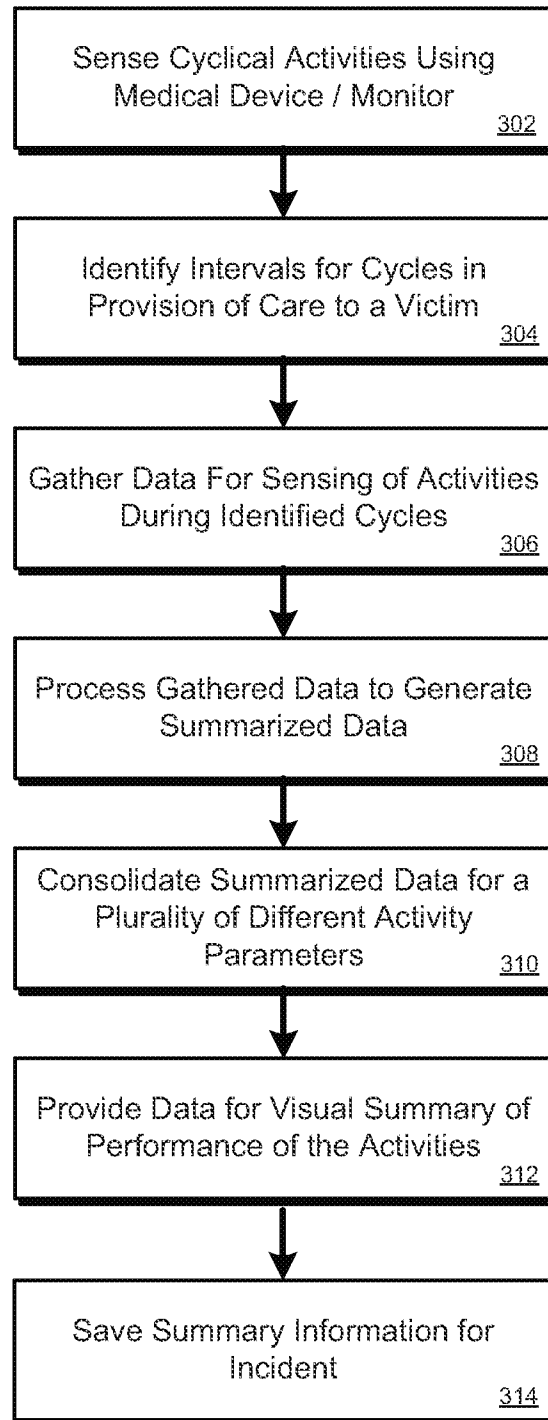 Sense Cyclical Activities Using
Medical Device / Monitor
302
Identify Intervals for Cycles in
Provision of Care to a Victim
304
Gather Data For Sensing of Activities
During Identified Cycles
306
Process Gathered Data to Generate
Summarized Data
308
Consolidate Summarized Data for a
Plurality of Different Activity
Parameters
310
Provide Data for Visual Summary of
Performance of the Activities
312
Save Summary Information for
Incident
314